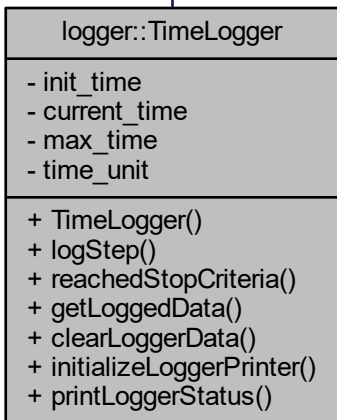 logger::TimeLogger
- init_time
- current_time
- max_time
- time_unit
+ TimeLogger()
+ logStep()
+ reachedStopCriteria()
+ getLoggedData()
+ clearLoggerData()
+ initializeLoggerPrinter()
+ printLoggerStatus()